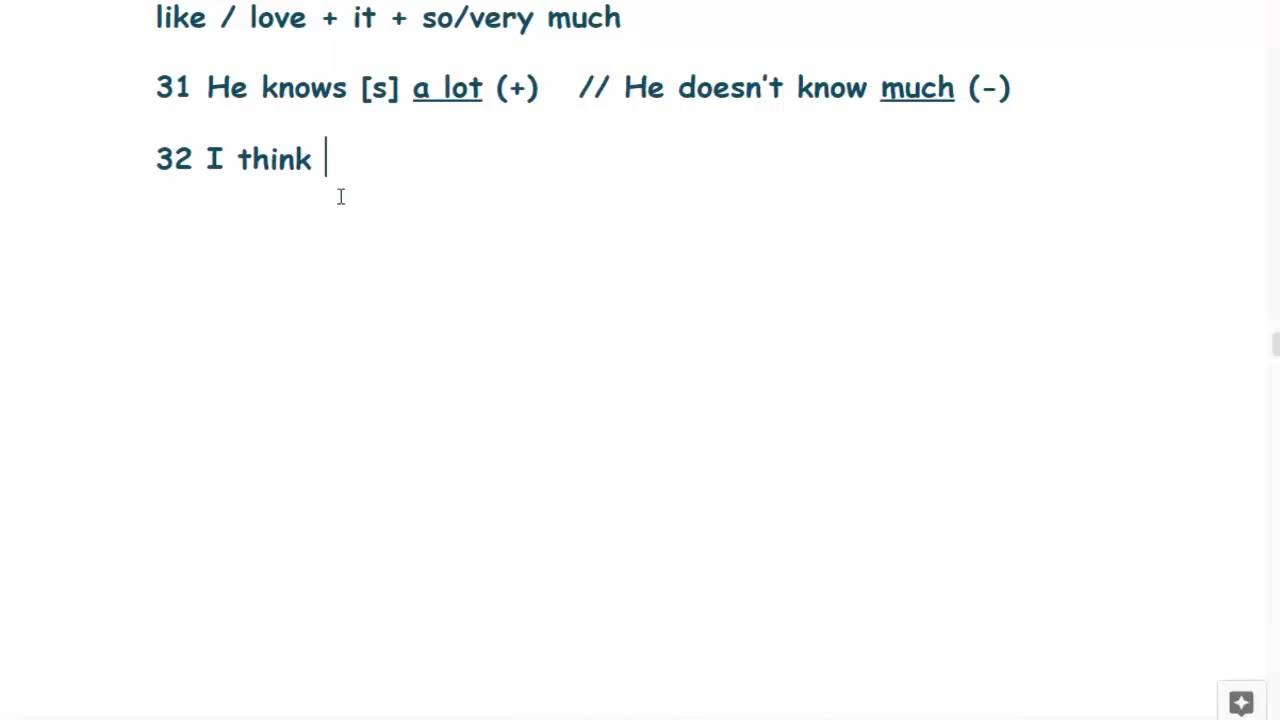 like / love + it + so/very much
31 He knows [s] a lot (+) // He doesn't know much (-)
32 I think